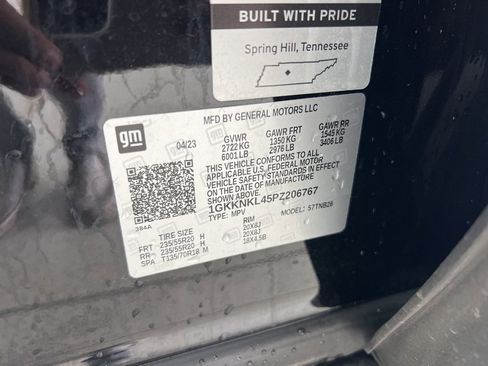 BUILT WITH PRIDE
Spring Hill, Tennessee
MFD BY GENERAL MOTORS LLC
gm
04/23 GVWR GAWR FRT GAWR RR
2722 KG 1350 KG 1545 KG
6001 LB 2976 LB 3406 LB
THIS VEHICLE CONFORMS TO ALL
APPLICABLE U.S. FEDERAL MOTOR
VEHICLE SAFETY STANDARDS IN
EFFECT ON THE DATE OF MANUFACTURE
SHOWN ABOVE.
1GKKNKL45PZ206767
TYPE: MPV MODEL: 57TNB26
384A
TIRE SIZE RIM
FRT 235/55R20 H 20X8J
RR 235/55R20 H 20X8J
SPA T135/70R18 M 18X4.5B